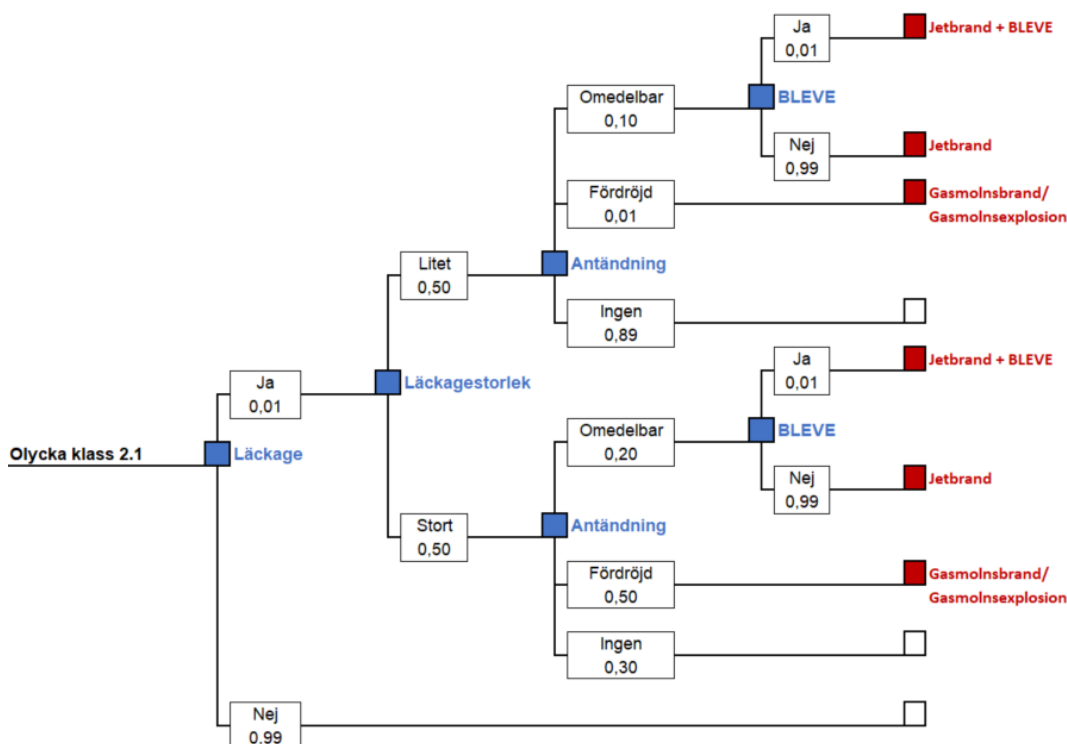 Ja
0,01
Jetbrand + BLEVE
Omedelbar
0,10
BLEVE
Nej
0,99
Jetbrand
Fördröjd
0,01
Gasmolnsbrand/
Gasmolnsexplosion
Litet
0,50
Antändning
Ingen
0,89
Ja
0,01
Jetbrand + BLEVE
Ja
0,01
Läckagestorlek
Omedelbar
0,20
BLEVE
Olycka klass 2.1
Läckage
Nej
0,99
Jetbrand
Stort
0,50
Antändning
Fördröjd
0,50
Gasmolnsbrand/
Gasmolnsexplosion
Ingen
0,30
Nej
0,99